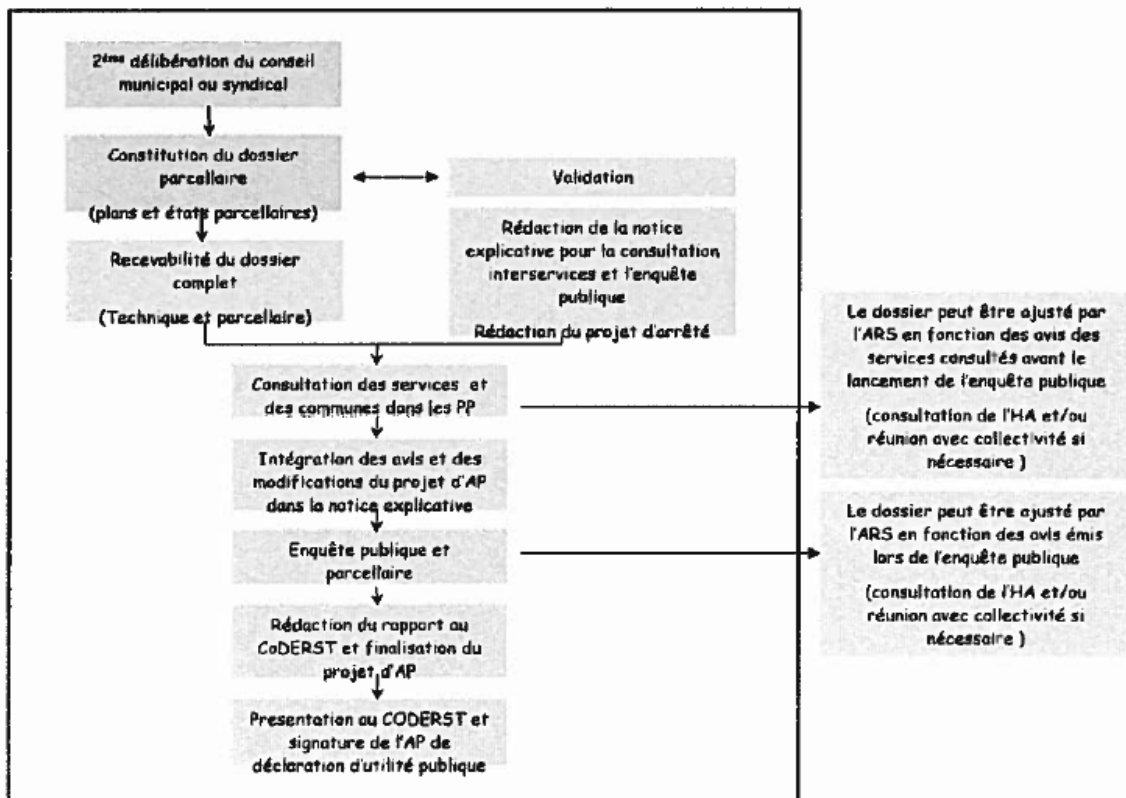 2ème délibération du conseil
municipal ou syndical
Constitution du dossier
parcellaire
(plans et états parcellaires)
Validation
Recevabilité du dossier
complet
(Technique et parcellaire)
Rédaction de la notice
explicative pour la consultation
interservices et l'enquête
publique
Rédaction du projet d'arrêté
Consultation des services et
des communes dans les PP
Le dossier peut être ajusté par
l'ARS en fonction des avis des
services consultés avant le
lancement de l'enquête publique
(consultation de l'HA et/ou
réunion avec collectivité si
nécessaire )
Intégration des avis et des
modifications du projet d'AP
dans la notice explicative
Enquête publique et
parcellaire
Le dossier peut être ajusté par
l'ARS en fonction des avis émis
lors de l'enquête publique
(consultation de l'HA et/ou
réunion avec collectivité si
nécessaire )
Rédaction du rapport au
CoDERST et finalisation du
projet d'AP
Presentation au CODERST et
signature de l'AP de
déclaration d'utilité publique